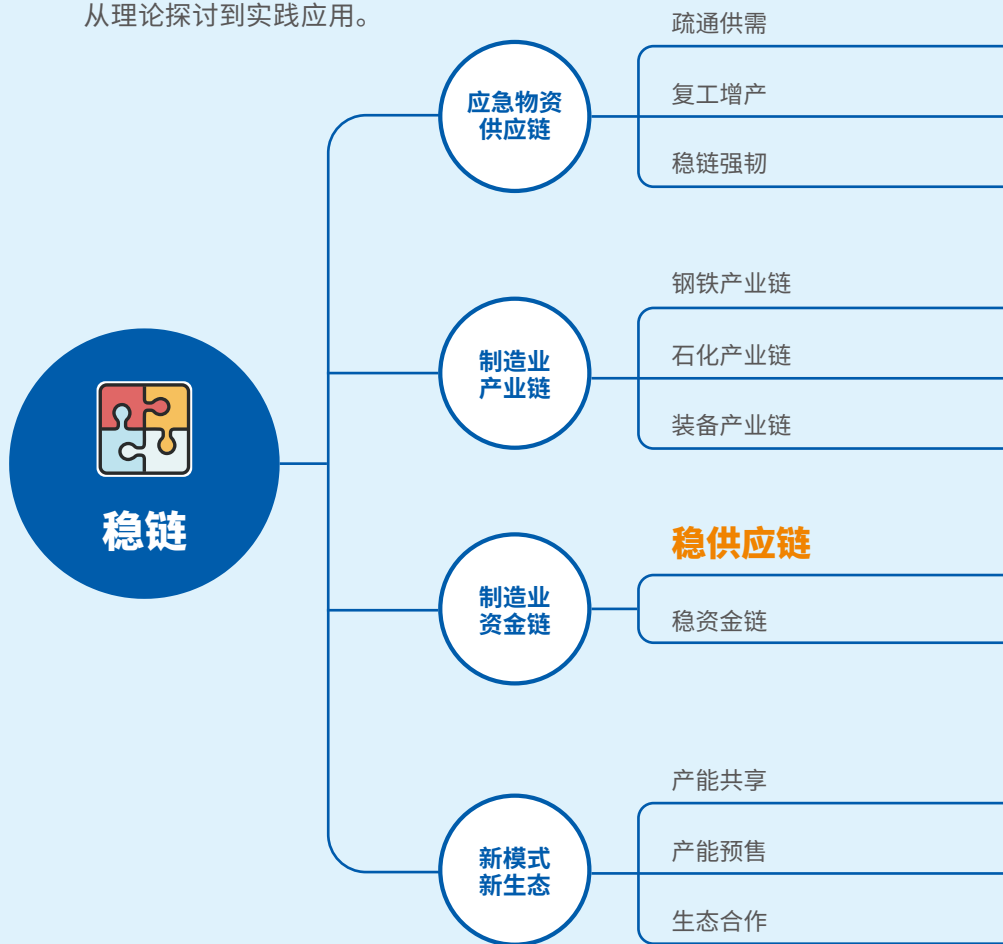 从理论探讨到实践应用。
稳链
应急物资
供应链
疏通供需
复工增产
稳链强韧
制造业
产业链
钢铁产业链
石化产业链
装备产业链
制造业
资金链
稳供应链
稳资金链
新模式
新生态
产能共享
产能预售
生态合作